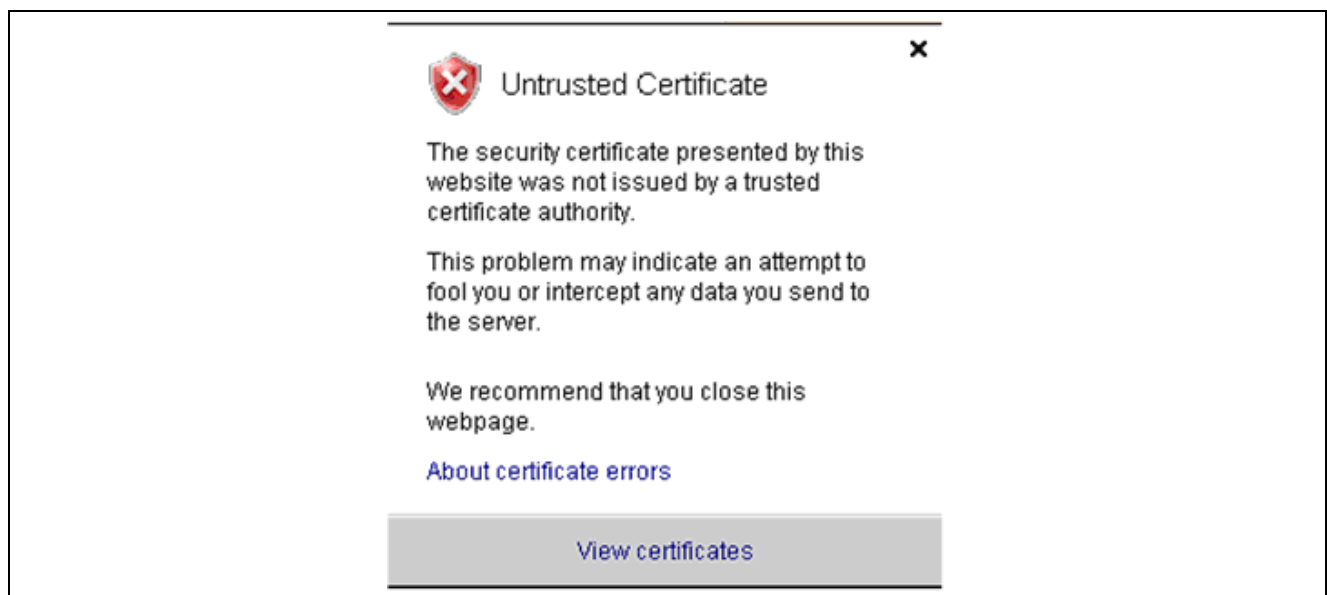 Untrusted Certificate
The security certificate presented by this
website was not issued by a trusted
certificate authority.
This problem may indicate an attempt to
fool you or intercept any data you send to
the server.
We recommend that you close this
webpage.
About certificate errors
View certificates